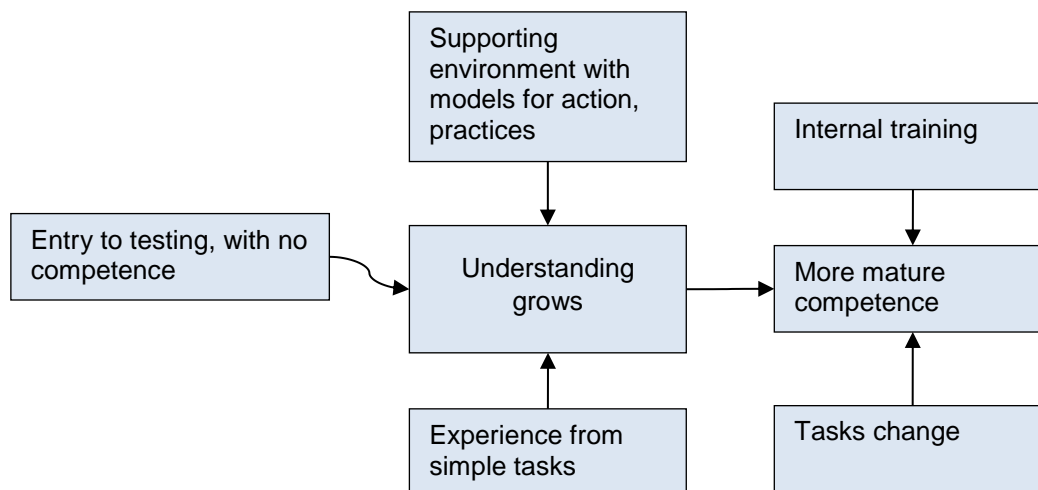 Supporting
environment with
models for action,
practices
Internal training
Entry to testing, with no
competence
Understanding
grows
More mature
competence
Experience from
simple tasks
Tasks change